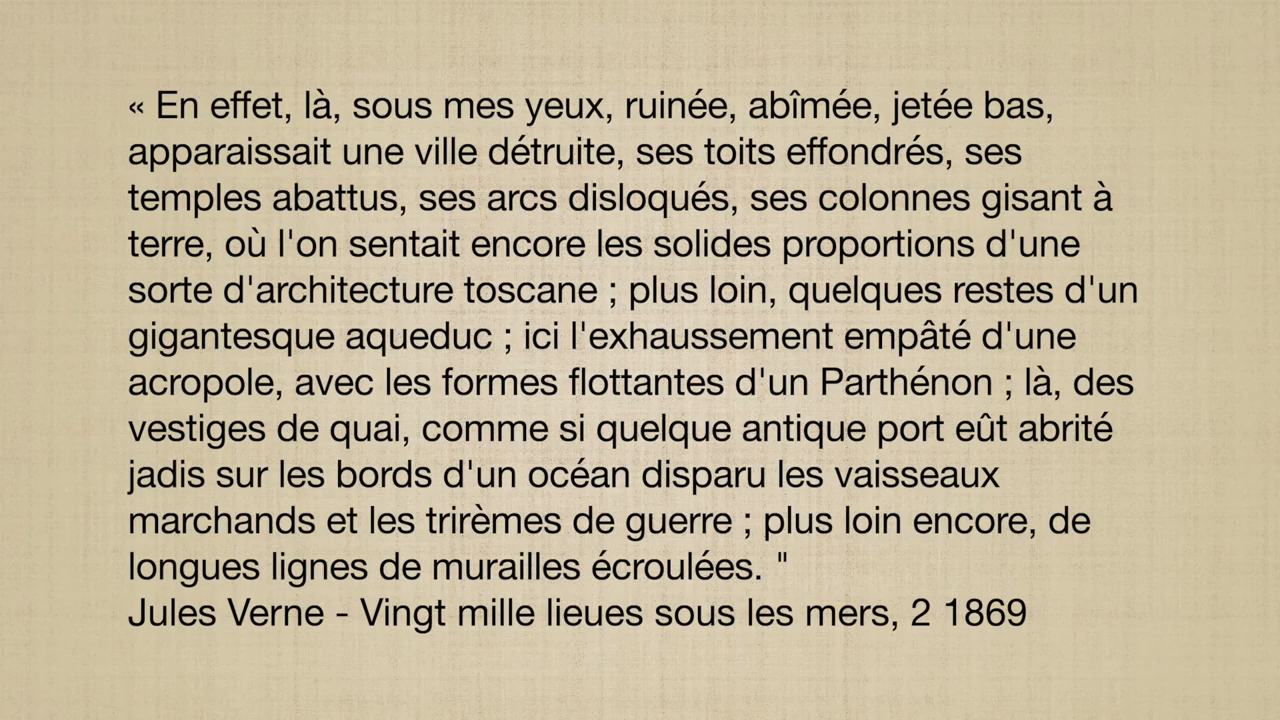 « En effet, là, sous mes yeux, ruinée, abîmée, jetée bas,
apparaissait une ville détruite, ses toits effondrés, ses
temples abattus, ses arcs disloqués, ses colonnes gisant à
terre, où l'on sentait encore les solides proportions d'une
sorte d'architecture toscane ; plus loin, quelques restes d'un
gigantesque aqueduc ; ici l'exhaussement empâté d'une
acropole, avec les formes flottantes d'un Parthénon ; là, des
vestiges de quai, comme si quelque antique port eût abrité
jadis sur les bords d'un océan disparu les vaisseaux
marchands et les trirèmes de guerre ; plus loin encore, de
longues lignes de murailles écroulées. "
Jules Verne - Vingt mille lieues sous les mers, 2 1869